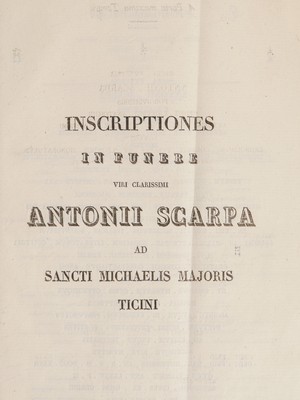 INSCRIPTIONES
IN FUNERE
VIRI CLARISSIMI
ANTONII SCARPA
AD
SANCTI MICHAELIS MAJORIS
TICINI